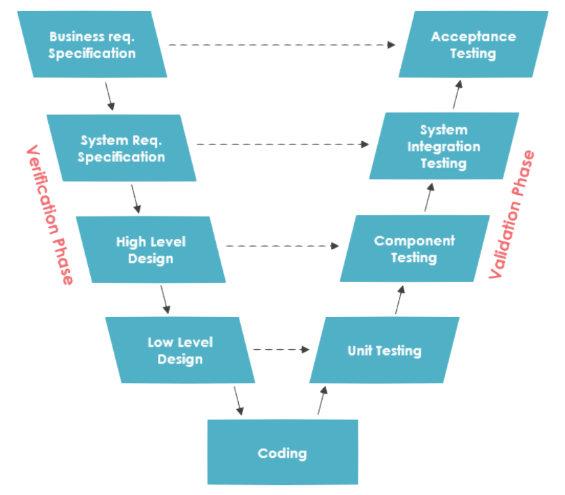 Business req.
Specification
Acceptance
Testing
System Req.
Specification
System
Integration
Testing
Verification Phase
Validation Phase
High Level
Design
Component
Testing
Low Level
Design
Unit Testing
Coding